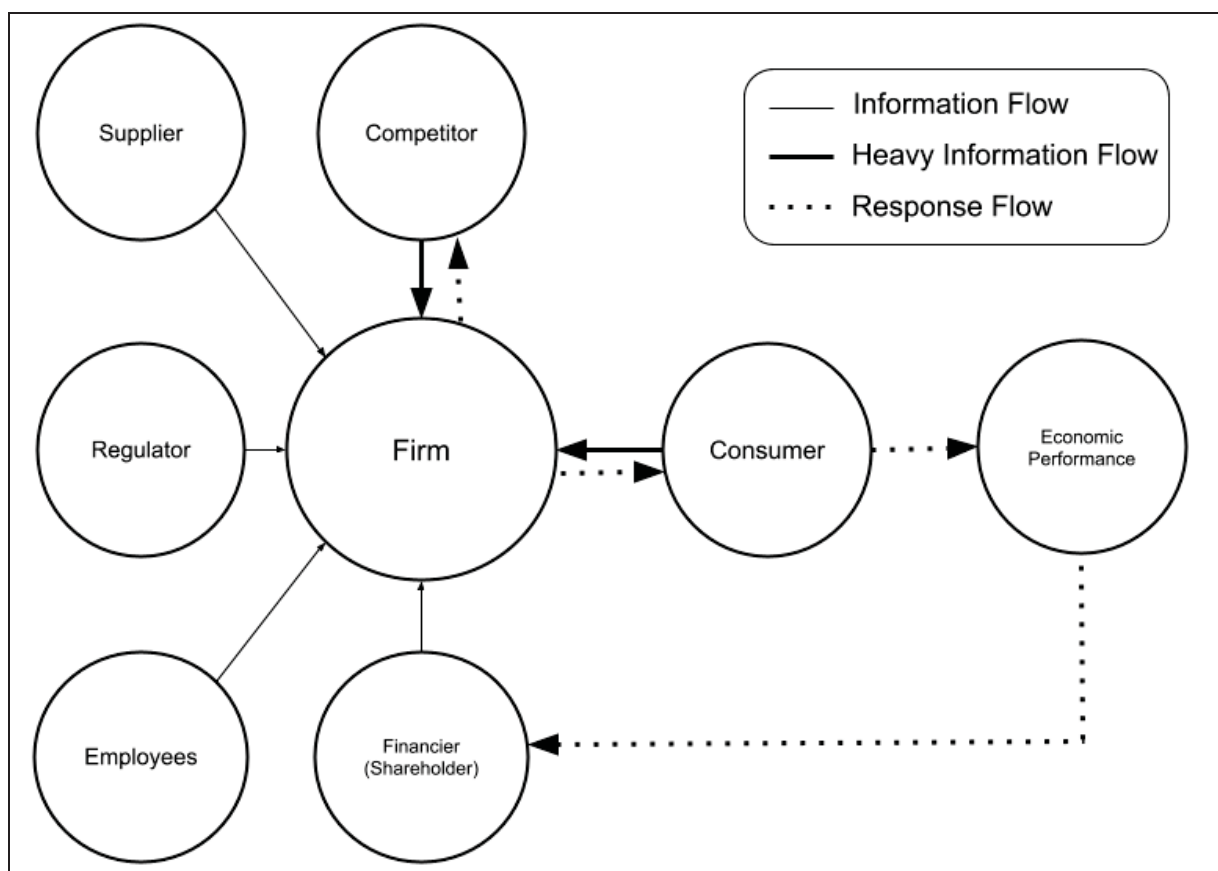 Supplier
Competitor
Information Flow
Heavy Information Flow
Response Flow
Regulator
Firm
Consumer
Economic
Performance
Employees
Financier
(Shareholder)